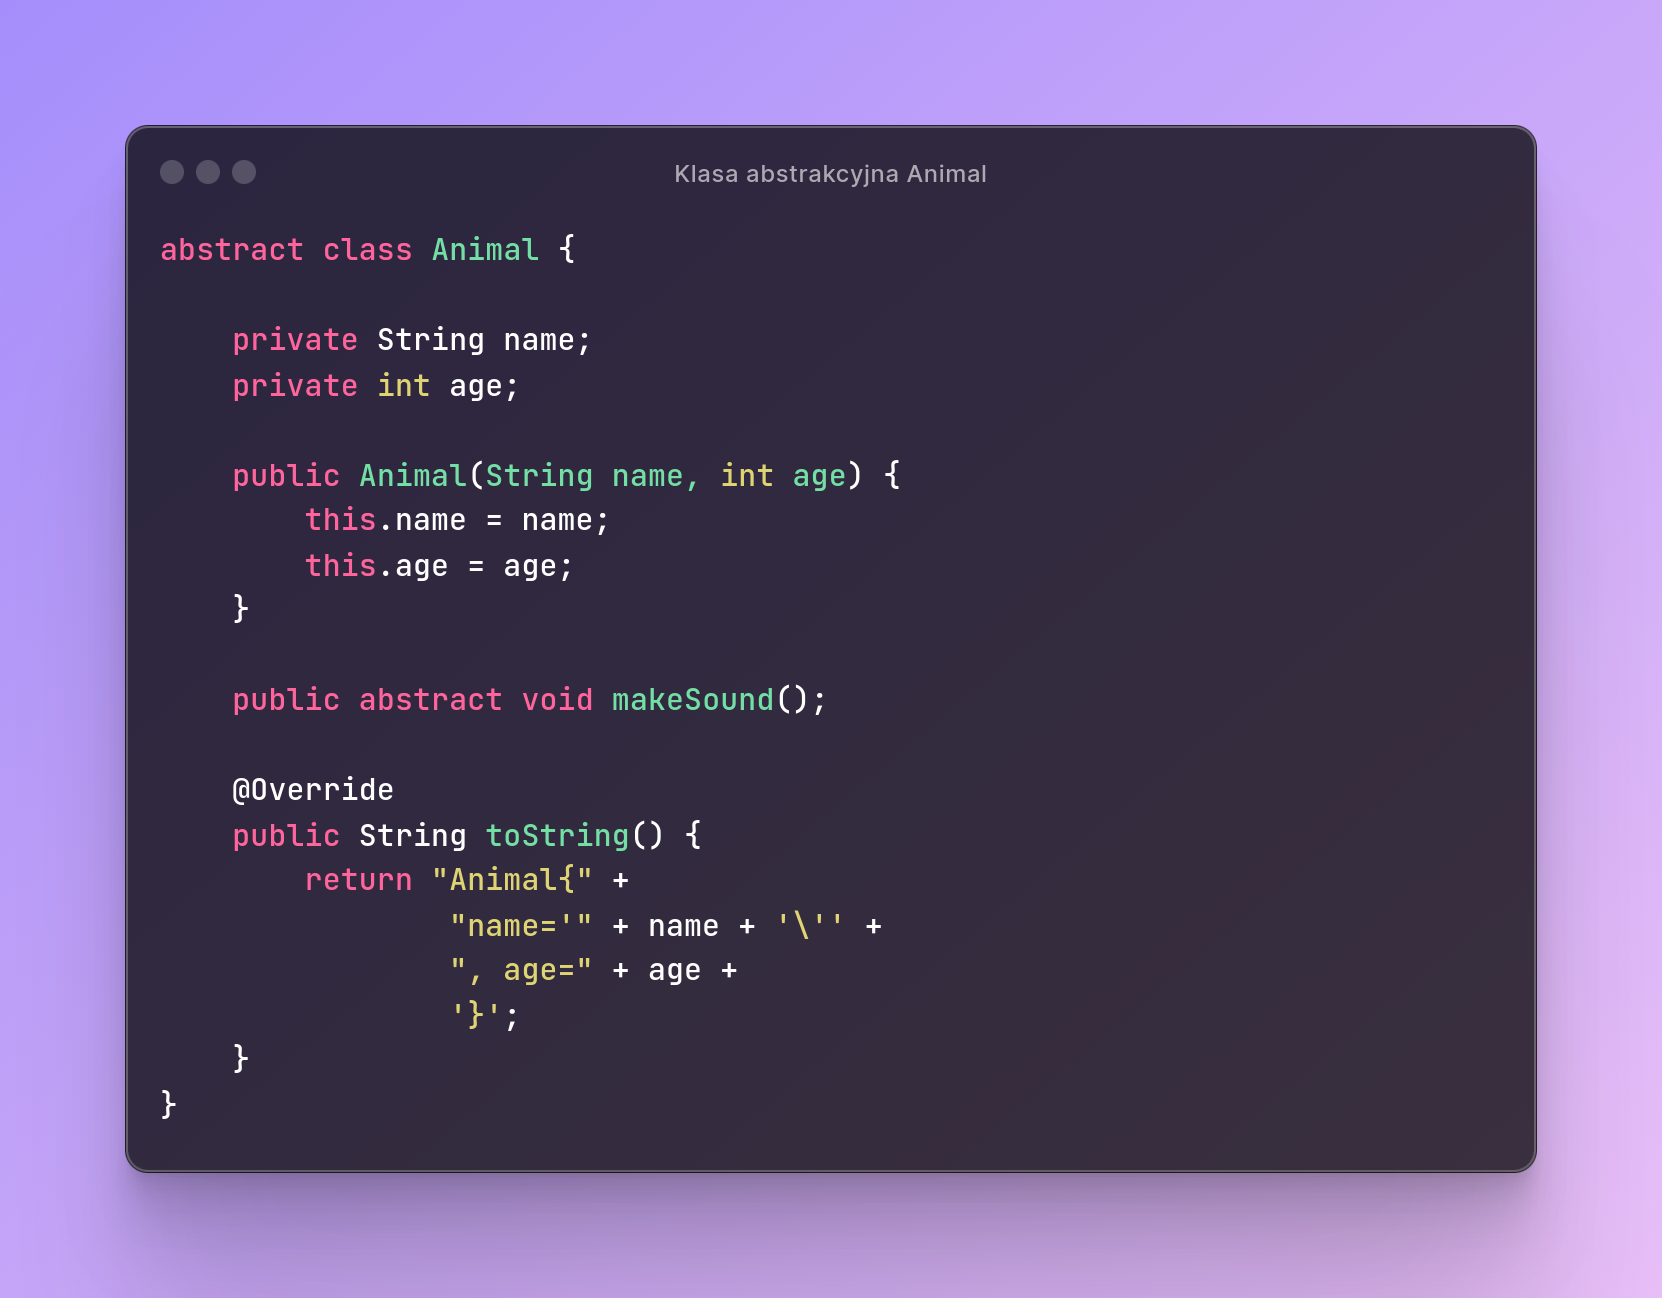 Klasa abstrakcyjna Animal
abstract class Animal {
private String name;
private int age;
public Animal(String name, int age) {
this.name = name;
this.age = age;
}
public abstract void makeSound();
@Override
public String toString() {
return "Animal{" +
"name='" + name + '\'' +
", age=" + age +
'}';
}
}